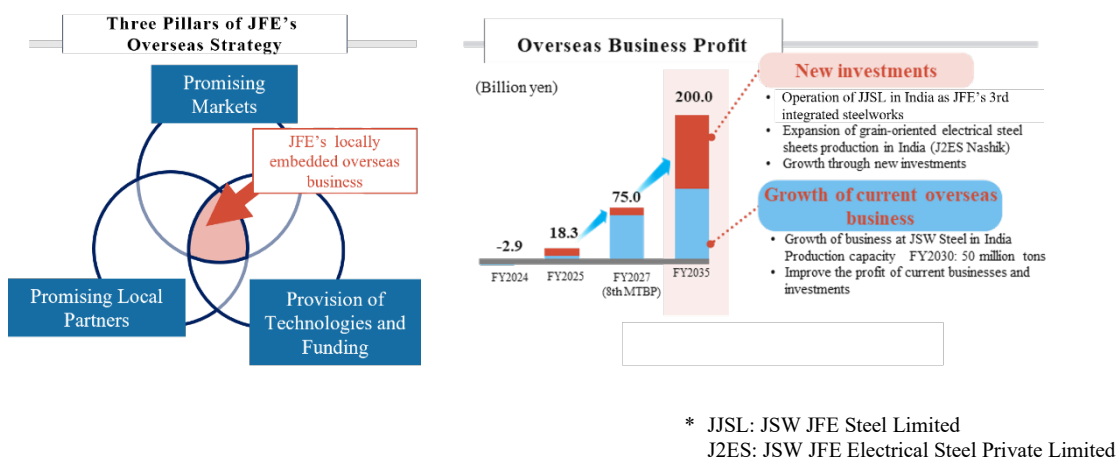 Three Pillars of JFE's
Overseas Strategy
Promising
Markets
JFE's locally
embedded overseas
business
Promising Local
Partners
Provision of
Technologies and
Funding
Overseas Business Profit
(Billion yen)
-2.9
18.3
75.0
200.0
FY2024
FY2025
FY2027
(8th MTBP)
FY2035
New investments
• Operation of JJSL in India as JFE's 3rd
integrated steelworks
• Expansion of grain-oriented electrical steel
sheets production in India (J2ES Nashik)
• Growth through new investments
Growth of current overseas
business
• Growth of business at JSW Steel in India
Production capacity FY2030: 50 million tons
• Improve the profit of current businesses and
investments
* JJSL: JSW JFE Steel Limited
J2ES: JSW JFE Electrical Steel Private Limited